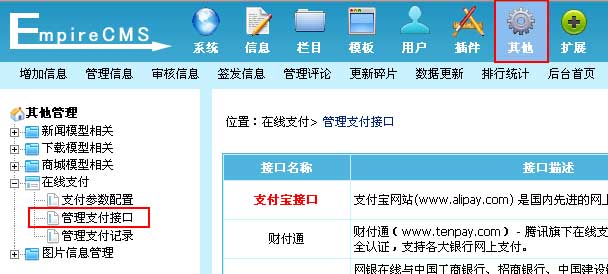 EmpireCMS
系统 信息 栏目 模板 用户 插件 其他 扩展
增加信息 管理信息 审核信息 签发信息 管理评论 更新碎片 数据更新 排行统计 后台首页
其他管理
新闻模型相关
下载模型相关
商城模型相关
在线支付
支付参数配置
管理支付接口
管理支付记录
图片信息管理
位置：在线支付> 管理支付接口
接口名称 接口描述
支付宝接口 支付宝网站(www.alipay.com) 是国内先进的网上
财付通 财付通（www.tenpay.com） - 腾讯旗下在线支
全认证，支持各大银行网上支付。
网银在线与中国工商银行、招商银行、中国建设